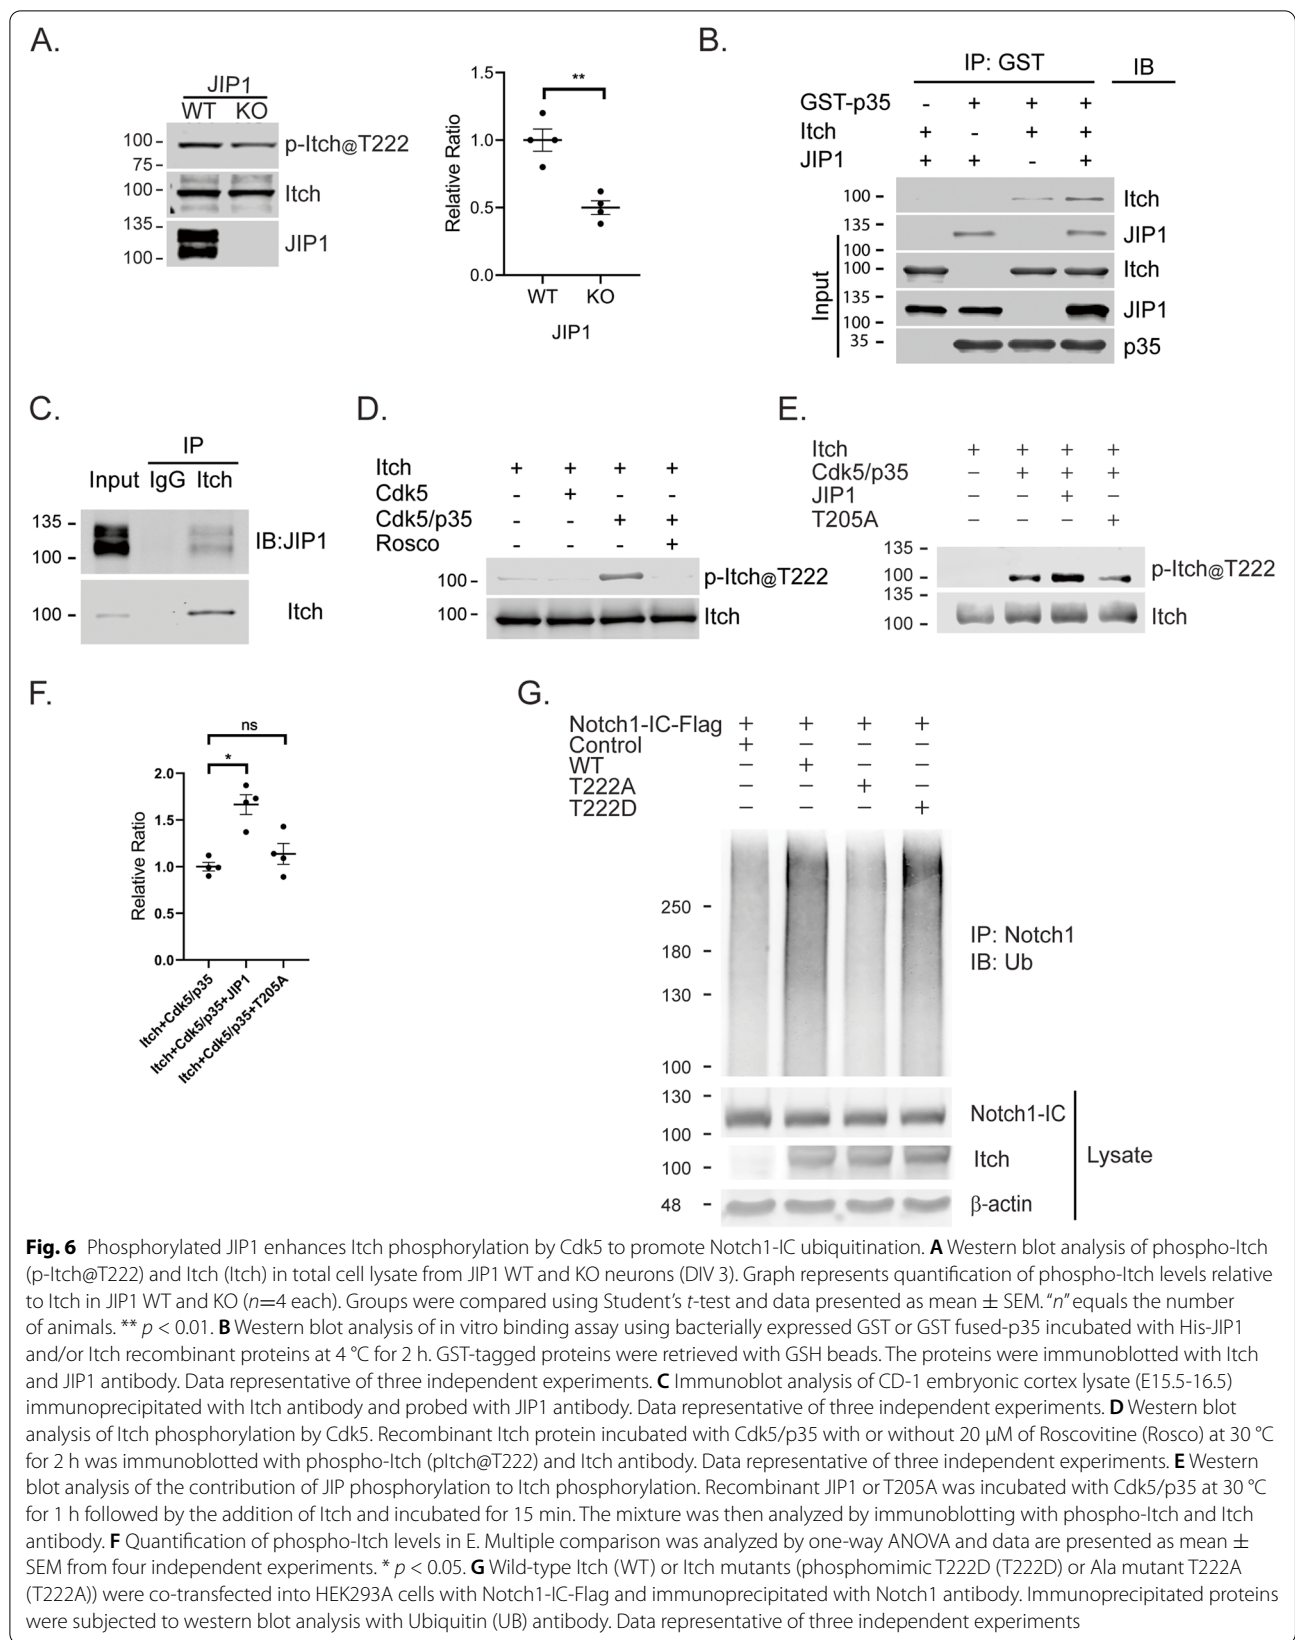 A.
JIP1
WT KO
100
75
p-Itch@T222
100
Itch
135
100
JIP1
1.5
1.0
0.5
0.0
Relative Ratio
**
WT KO
JIP1
B.
IP: GST IB
GST-p35 - + + +
Itch + - + +
JIP1 + + - +
100 Itch
135
100
JIP1
Input
100 Itch
135
100
JIP1
35 p35
C.
IP
Input IgG Itch
135
100
IB:JIP1
100 Itch
D.
Itch + + + +
Cdk5 - + - -
Cdk5/p35 - - + +
Rosco - - - +
100 p-Itch@T222
100 Itch
E.
Itch + + + +
Cdk5/p35 − + + +
JIP1 − − + −
T205A − − − +
135
100
p-Itch@T222
135
100
Itch
F.
ns
*
2.0
1.5
1.0
0.5
0.0
Relative Ratio
Itch+Cdk5/p35
Itch+Cdk5/p35+JIP1
Itch+Cdk5/p35+T205A
G.
Notch1-IC-Flag + + + +
Control + − − −
WT − + − −
T222A − − + −
T222D − − − +
250
180
130
100
IP: Notch1
IB: Ub
130
100
Notch1-IC
100 Itch
48 β-actin
Lysate
Fig. 6 Phosphorylated JIP1 enhances Itch phosphorylation by Cdk5 to promote Notch1-IC ubiquitination. A Western blot analysis of phospho-Itch
(p-Itch@T222) and Itch (Itch) in total cell lysate from JIP1 WT and KO neurons (DIV 3). Graph represents quantification of phospho-Itch levels relative
to Itch in JIP1 WT and KO (n=4 each). Groups were compared using Student's t-test and data presented as mean ± SEM. “n” equals the number
of animals. ** p < 0.01. B Western blot analysis of in vitro binding assay using bacterially expressed GST or GST fused-p35 incubated with His-JIP1
and/or Itch recombinant proteins at 4 °C for 2 h. GST-tagged proteins were retrieved with GSH beads. The proteins were immunoblotted with Itch
and JIP1 antibody. Data representative of three independent experiments. C Immunoblot analysis of CD-1 embryonic cortex lysate (E15.5-16.5)
immunoprecipitated with Itch antibody and probed with JIP1 antibody. Data representative of three independent experiments. D Western blot
analysis of Itch phosphorylation by Cdk5. Recombinant Itch protein incubated with Cdk5/p35 with or without 20 μM of Roscovitine (Rosco) at 30 °C
for 2 h was immunoblotted with phospho-Itch (pItch@T222) and Itch antibody. Data representative of three independent experiments. E Western
blot analysis of the contribution of JIP phosphorylation to Itch phosphorylation. Recombinant JIP1 or T205A was incubated with Cdk5/p35 at 30 °C
for 1 h followed by the addition of Itch and incubated for 15 min. The mixture was then analyzed by immunoblotting with phospho-Itch and Itch
antibody. F Quantification of phospho-Itch levels in E. Multiple comparison was analyzed by one-way ANOVA and data are presented as mean ±
SEM from four independent experiments. * p < 0.05. G Wild-type Itch (WT) or Itch mutants (phosphomimic T222D (T222D) or Ala mutant T222A
(T222A)) were co-transfected into HEK293A cells with Notch1-IC-Flag and immunoprecipitated with Notch1 antibody. Immunoprecipitated proteins
were subjected to western blot analysis with Ubiquitin (UB) antibody. Data representative of three independent experiments